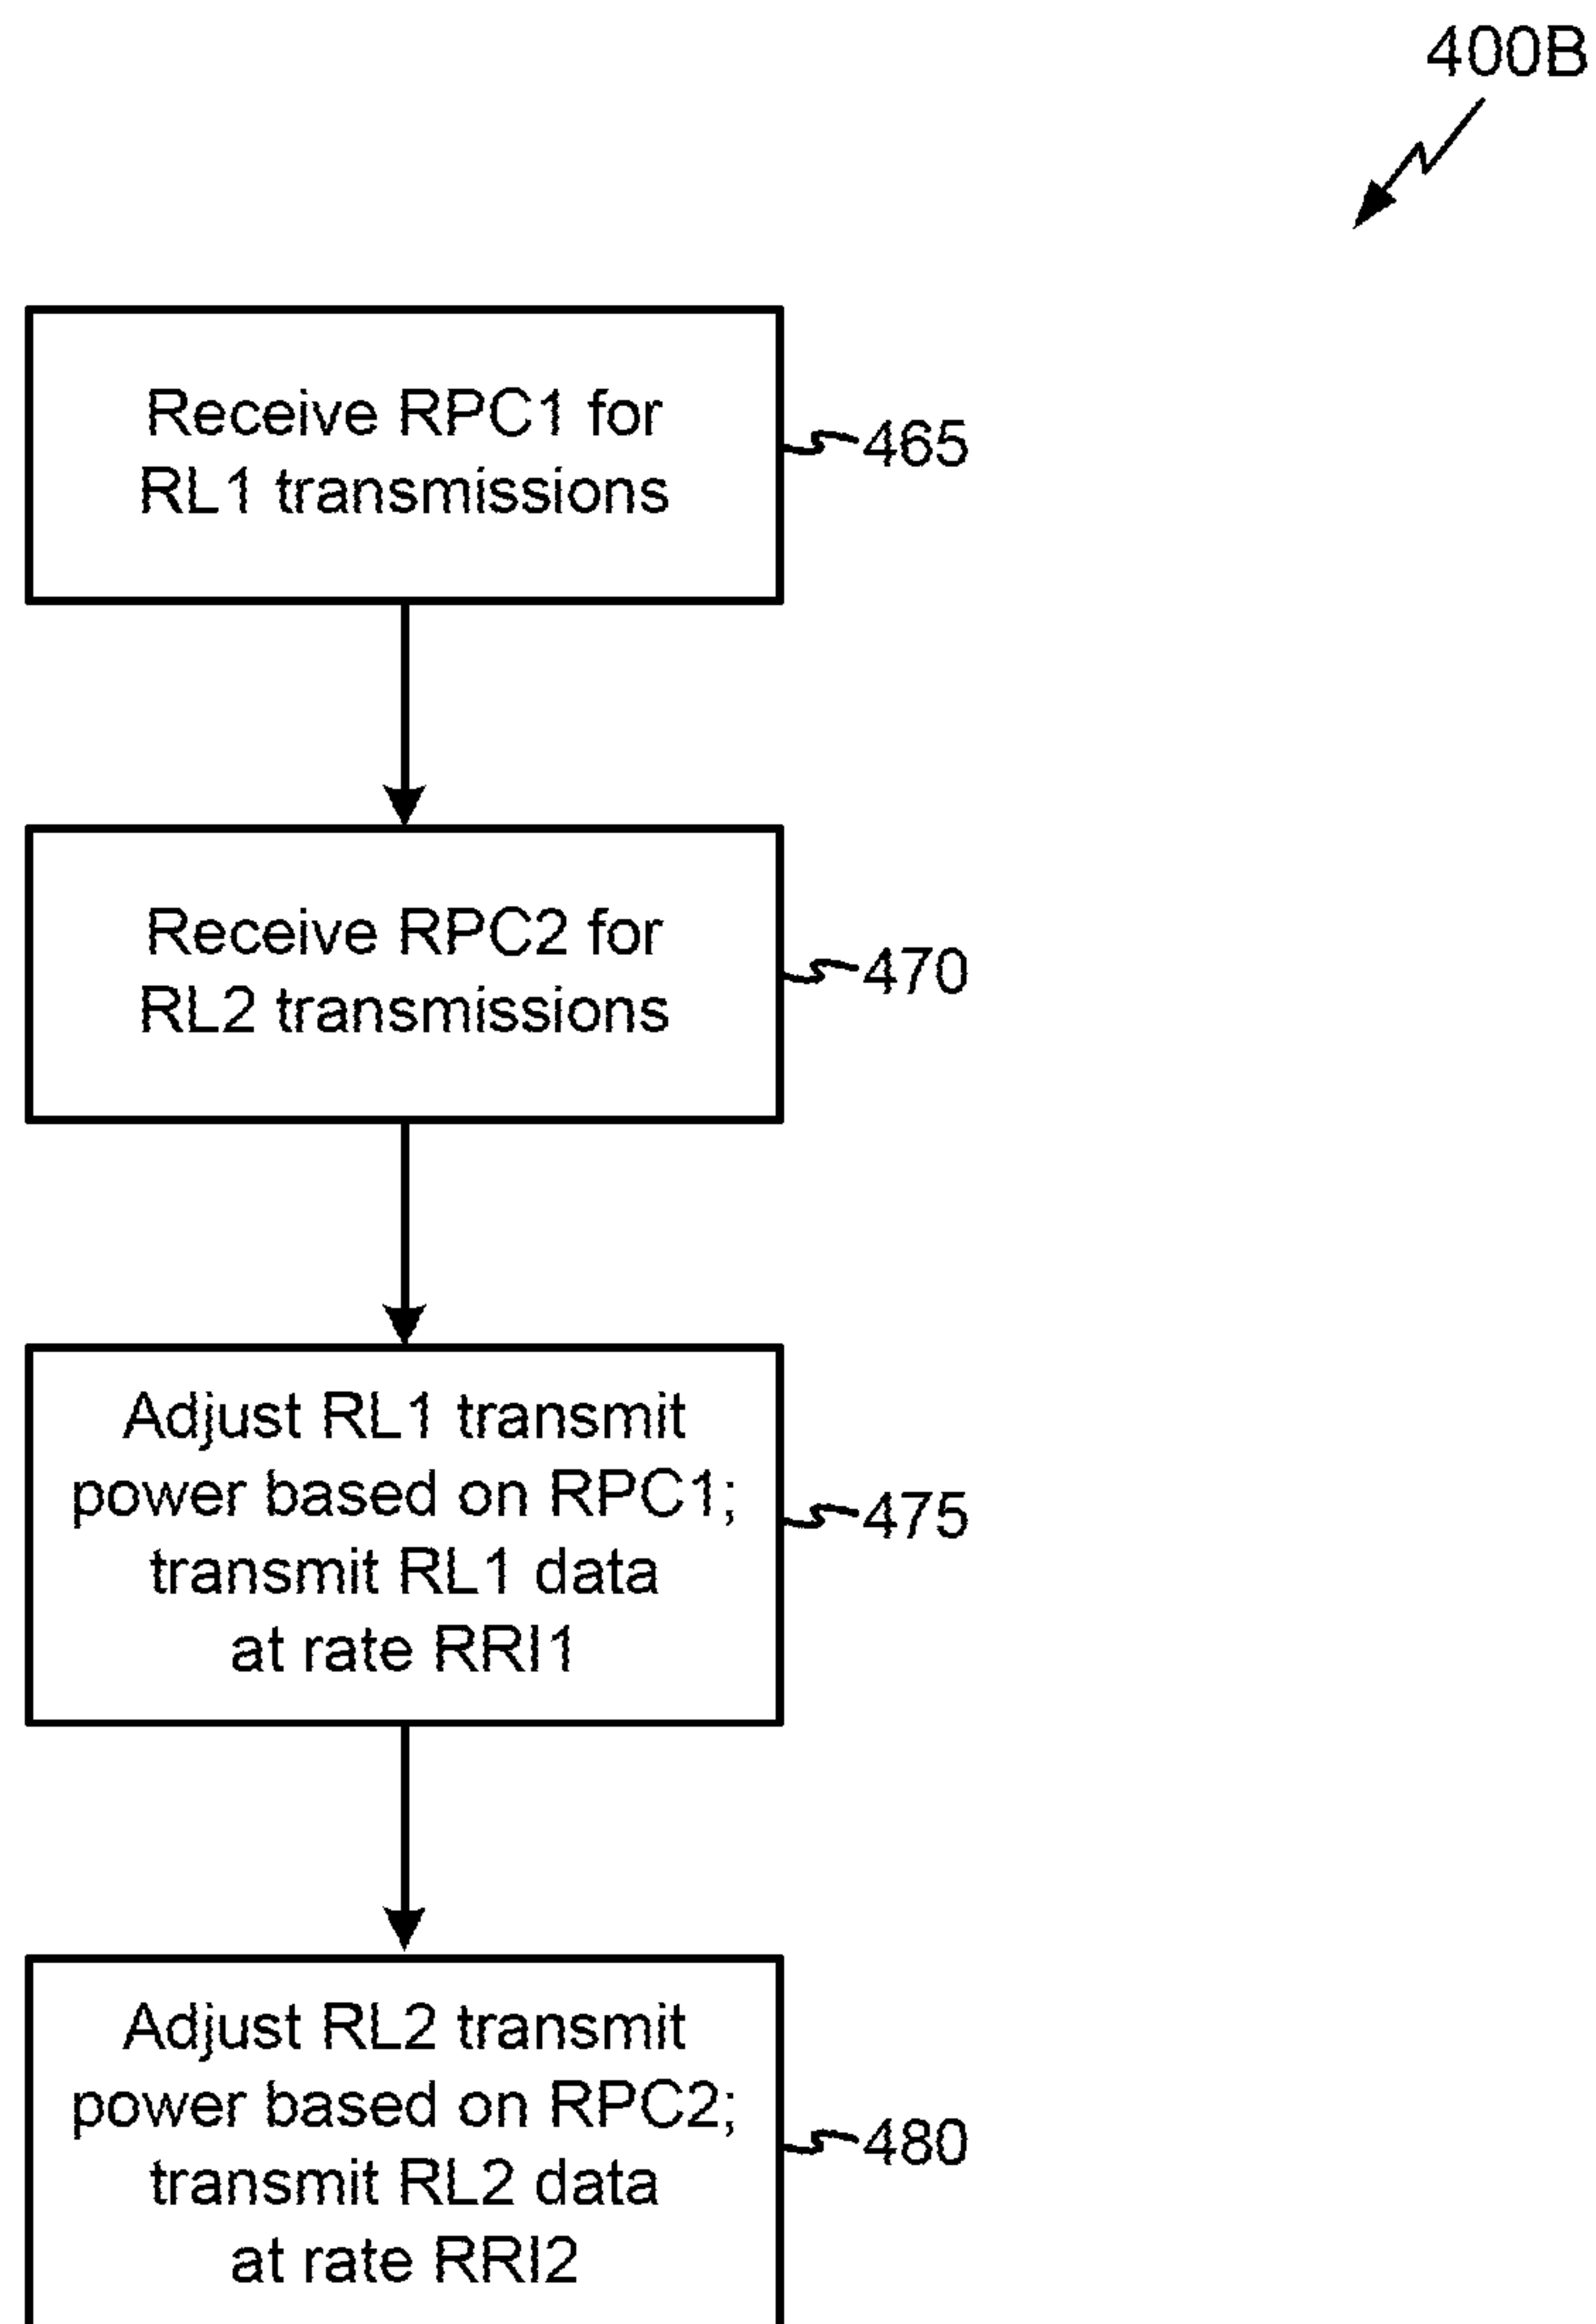 400B
Receive RPC1 for
RL1 transmissions
465
Receive RPC2 for
RL2 transmissions
470
Adjust RL1 transmit
power based on RPC1;
transmit RL1 data
at rate RRI1
475
Adjust RL2 transmit
power based on RPC2;
transmit RL2 data
at rate RRI2
480